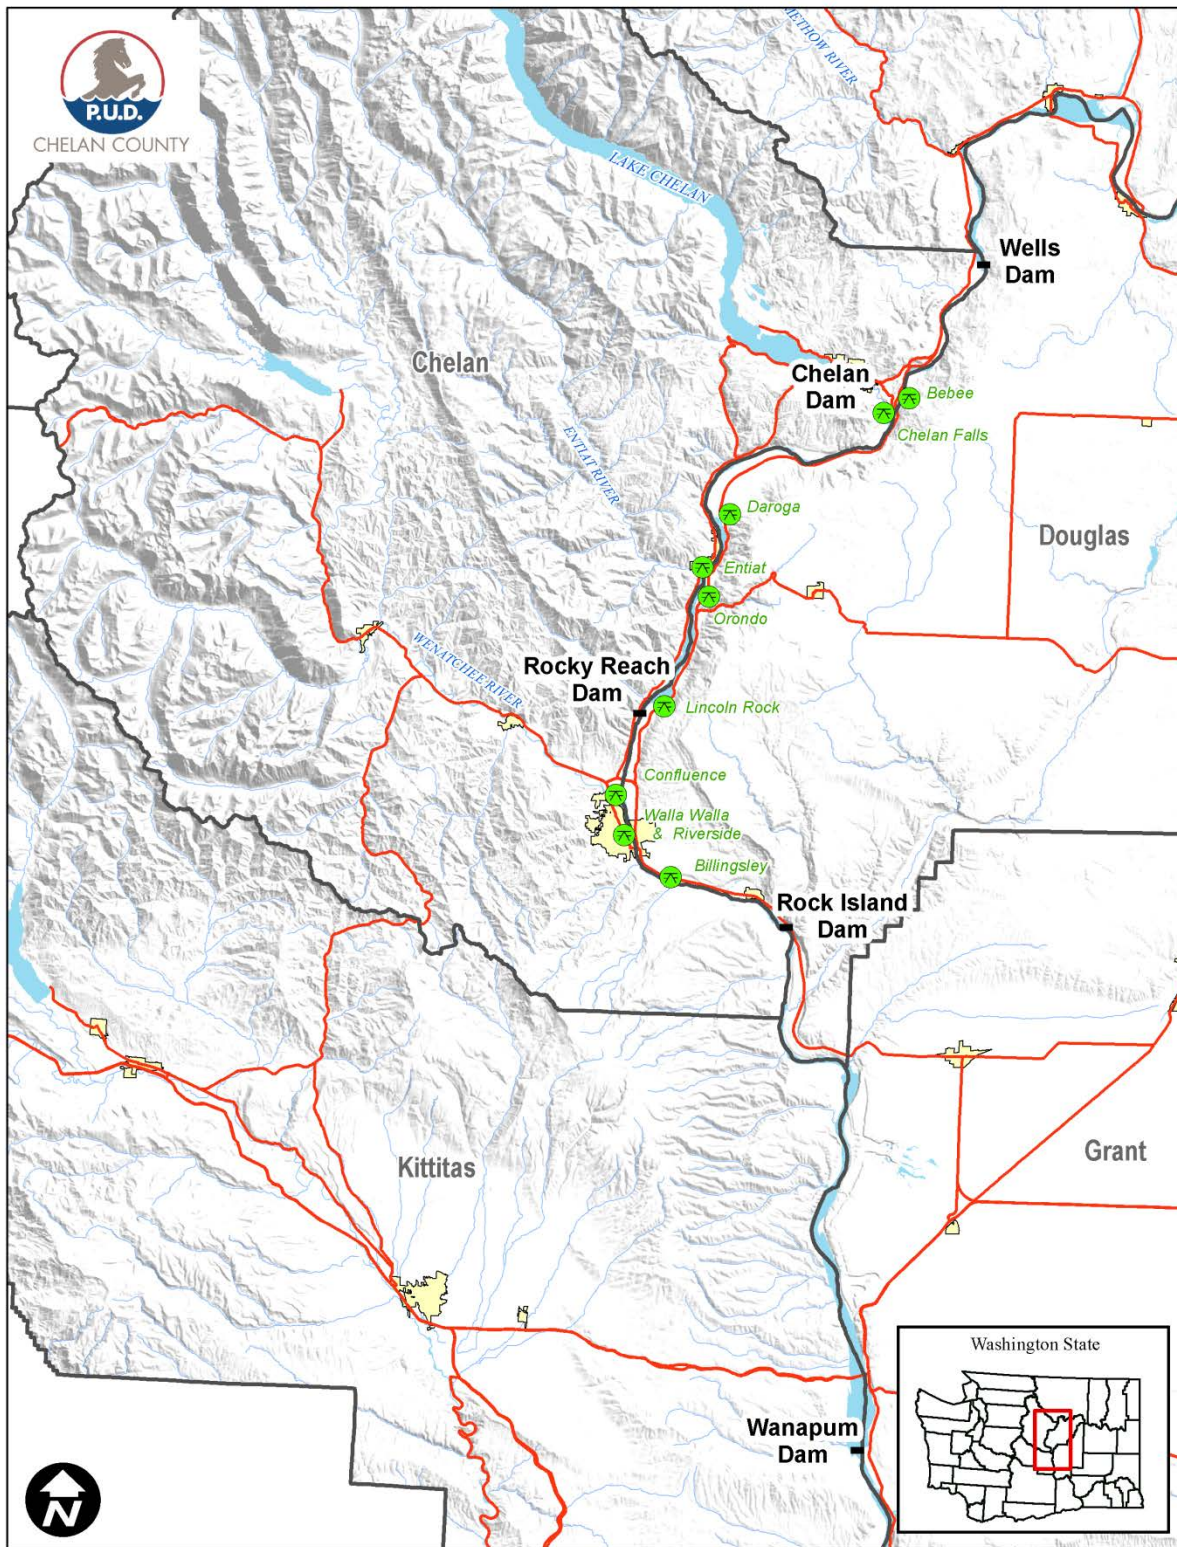 METHOW RIVER
P.U.D.
CHELAN COUNTY
LAKE CHELAN
Wells
Dam
Chelan
Chelan
Dam
Bebee
Chelan Falls
ENTIAT RIVER
Daroga
Douglas
Entiat
Orondo
WENATCHEE RIVER
Rocky Reach
Dam
Lincoln Rock
Confluence
Walla Walla
& Riverside
Billingsley
Rock Island
Dam
Kittitas
Grant
Washington State
Wanapum
Dam
N